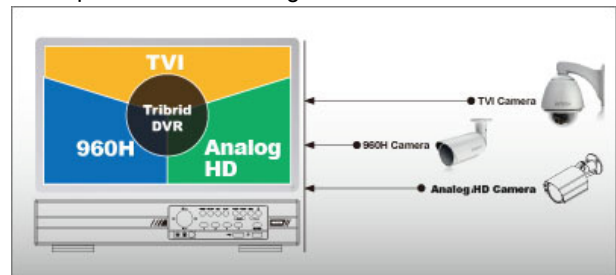 TVI
Tribrid
DVR
960H
Analog
HD
TVI Camera
960H Camera
Analog HD Camera